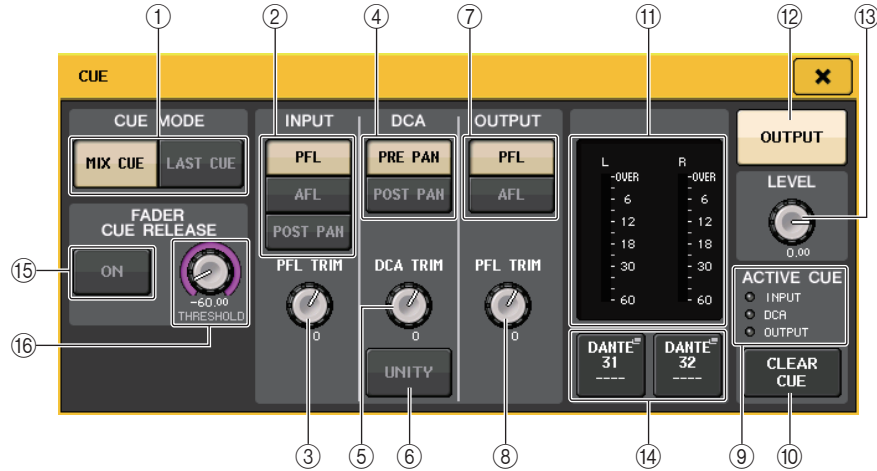 ① ② ④ ⑦ ⑪ ⑫ ⑬
CUE
CUE MODE
MIX CUE LAST CUE
FADER
CUE RELEASE
ON
-60.00
THRESHOLD
⑮
⑯
INPUT
PFL
AFL
POST PAN
PFL TRIM
0
DCA
PRE PAN
POST PAN
DCA TRIM
0
UNITY
OUTPUT
PFL
AFL
PFL TRIM
0
L R
-OVER -OVER
- 6 - 6
- 12 - 12
- 18 - 18
- 30 - 30
- 60 - 60
DANTE
31
----
DANTE
32
----
OUTPUT
LEVEL
0.00
ACTIVE CUE
INPUT
DCA
OUTPUT
CLEAR
CUE
③ ⑤ ⑥ ⑧ ⑭ ⑨ ⑩